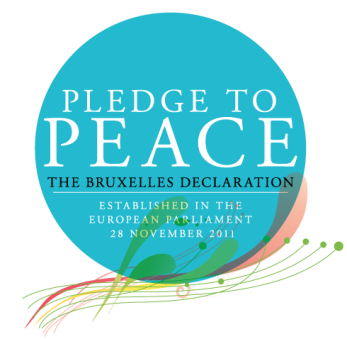 PLEDGE TO
PEACE
THE BRUXELLES DECLARATION
ESTABLISHED IN THE
EUROPEAN PARLIAMENT
28 NOVEMBER 2011